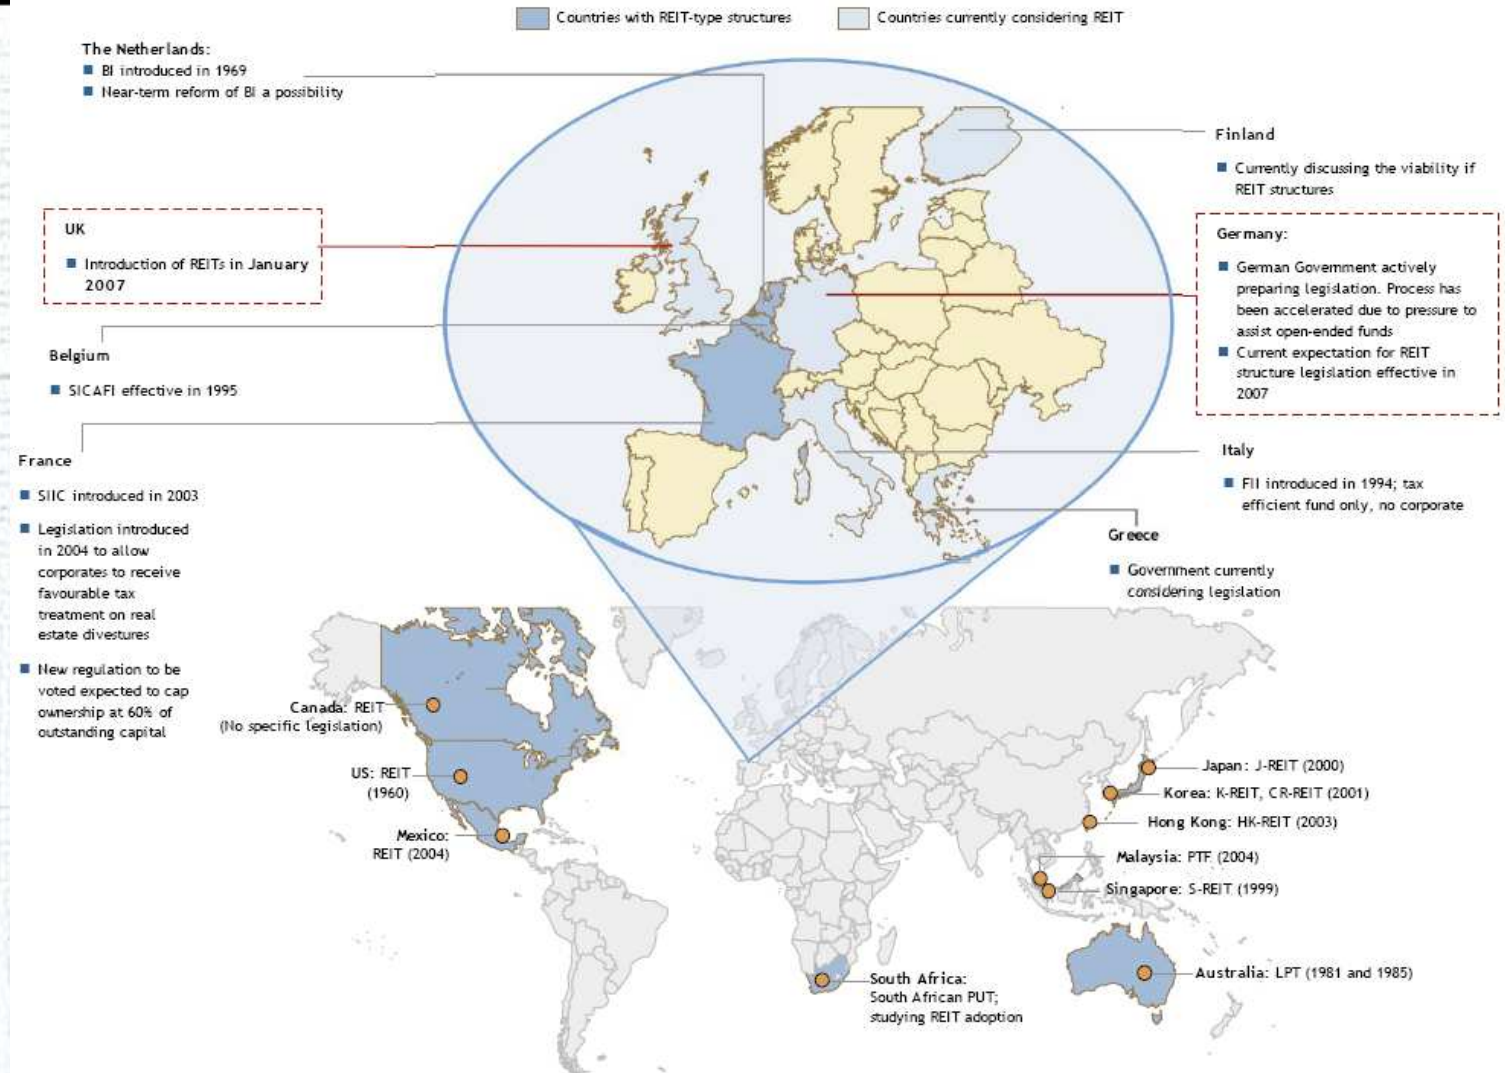 Countries with REIT-type structures
Countries currently considering REIT
The Netherlands:
BI introduced in 1969
Near-term reform of BI a possibility
UK
Introduction of REITs in January
2007
Belgium
SICAFI effective in 1995
France
SIIC introduced in 2003
Legislation introduced
in 2004 to allow
corporates to receive
favourable tax
treatment on real
estate divestures
New regulation to be
voted expected to cap
ownership at 60% of
outstanding capital
Finland
Currently discussing the viability if
REIT structures
Germany:
German Government actively
preparing legislation. Process has
been accelerated due to pressure to
assist open-ended funds
Current expectation for REIT
structure legislation effective in
2007
Italy
FII introduced in 1994; tax
efficient fund only, no corporate
Greece
Government currently
considering legislation
Canada: REIT
(No specific legislation)
US: REIT
(1960)
Mexico:
REIT (2004)
Japan: J-REIT (2000)
Korea: K-REIT, CR-REIT (2001)
Hong Kong: HK-REIT (2003)
Malaysia: PTF (2004)
Singapore: S-REIT (1999)
Australia: LPT (1981 and 1985)
South Africa:
South African PUT;
studying REIT adoption